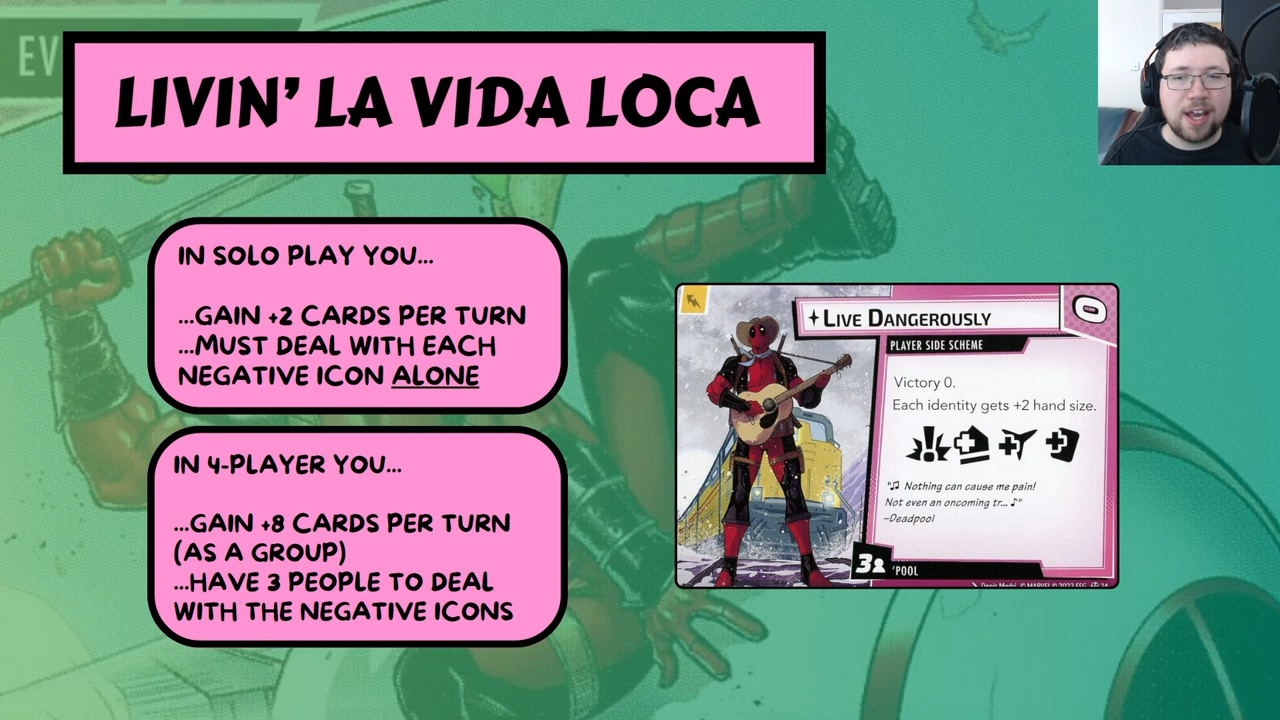 EV
LIVIN' LA VIDA LOCA
IN SOLO PLAY YOU...
...GAIN +2 CARDS PER TURN
...MUST DEAL WITH EACH
NEGATIVE ICON ALONE
IN 4-PLAYER YOU...
...GAIN +8 CARDS PER TURN
(AS A GROUP)
...HAVE 3 PEOPLE TO DEAL
WITH THE NEGATIVE ICONS
LIVE DANGEROUSLY
0
PLAYER SIDE SCHEME
Victory 0.
Each identity gets +2 hand size.
"♫ Nothing can cause me pain!
Not even an oncoming tr... ♪"
–Deadpool
3
'POOL